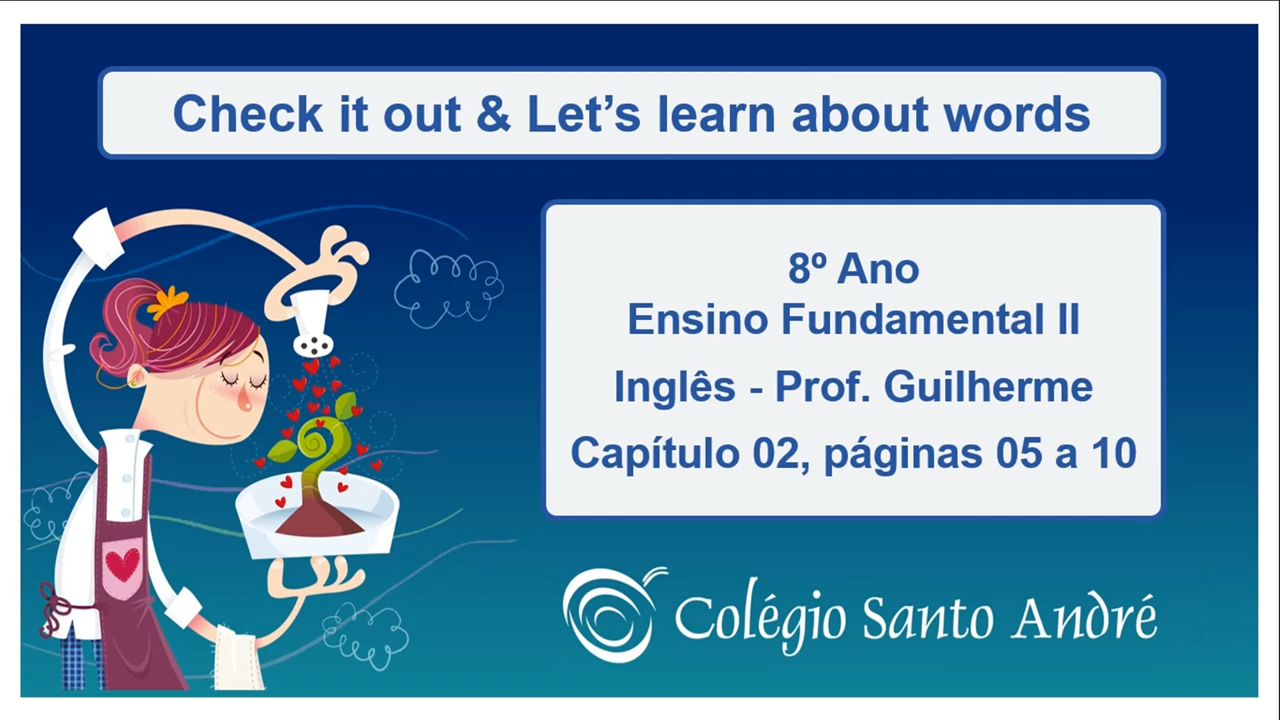 Check it out & Let’s learn about words
8º Ano
Ensino Fundamental II
Inglês - Prof. Guilherme
Capítulo 02, páginas 05 a 10
Colégio Santo André